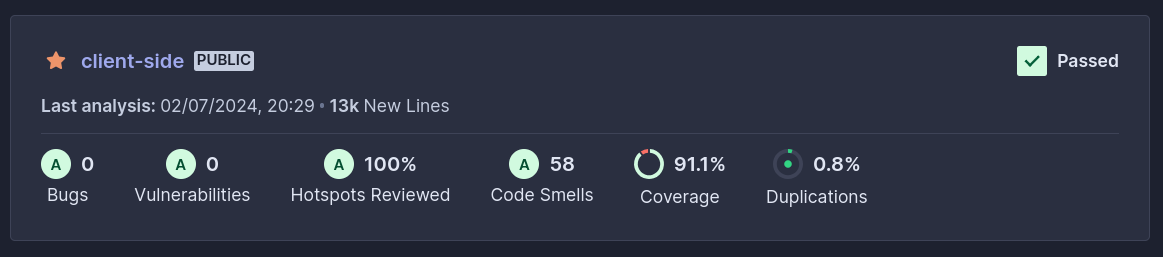 client-side PUBLIC
Passed
Last analysis: 02/07/2024, 20:29 • 13k New Lines
A 0 A 0 A 100% A 58 91.1% 0.8%
Bugs Vulnerabilities Hotspots Reviewed Code Smells Coverage Duplications